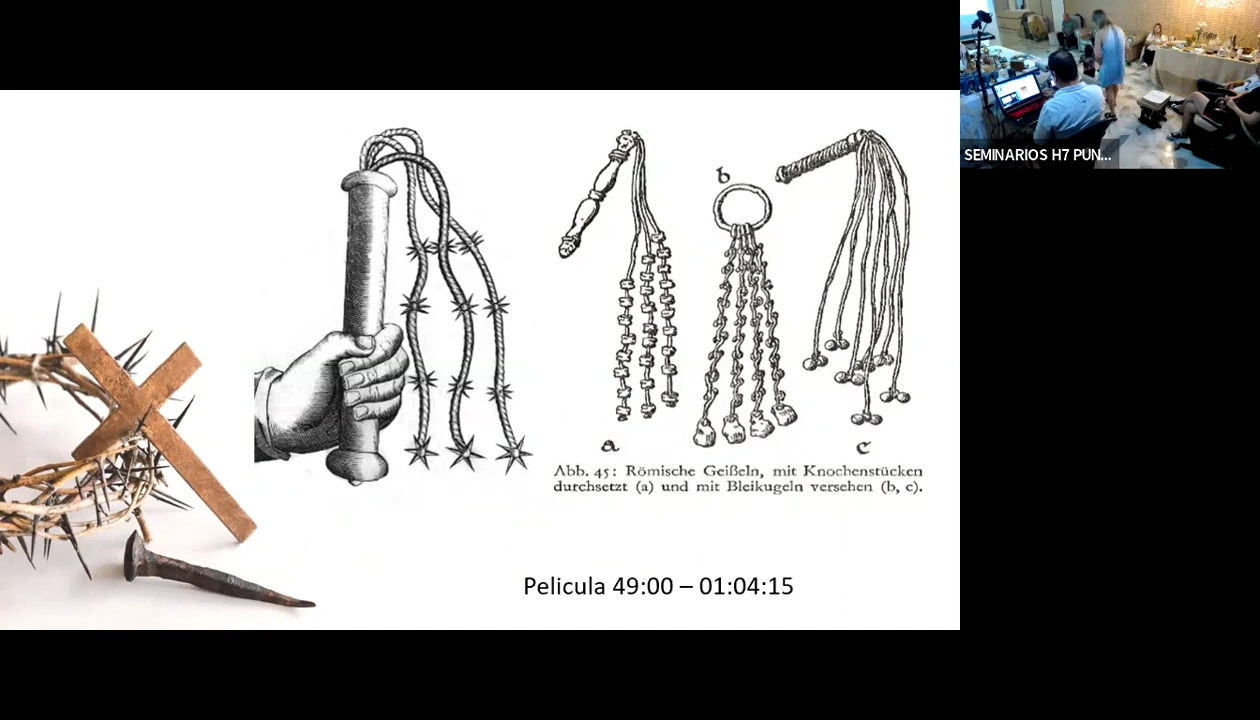 SEMINARIOS H7 PUN...
b
a
c
Abb. 45: Römische Geißeln, mit Knochenstücken
durchsetzt (a) und mit Bleikugeln versehen (b, c).
Pelicula 49:00 – 01:04:15